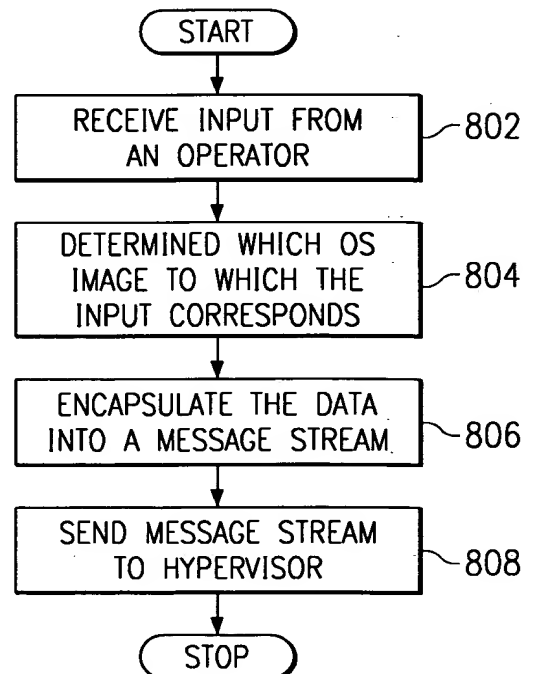 START
RECEIVE INPUT FROM
AN OPERATOR
802
DETERMINED WHICH OS
IMAGE TO WHICH THE
INPUT CORRESPONDS
804
ENCAPSULATE THE DATA
INTO A MESSAGE STREAM
806
SEND MESSAGE STREAM
TO HYPERVISOR
808
STOP